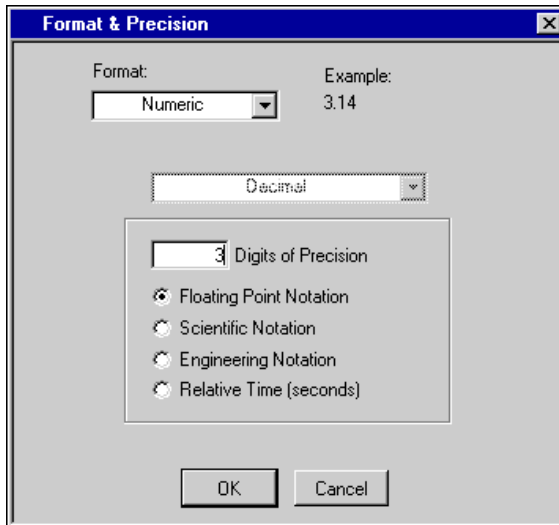 Format & Precision
Format: Example:
Numeric 3.14
Decimal
3 Digits of Precision
Floating Point Notation
Scientific Notation
Engineering Notation
Relative Time (seconds)
OK Cancel